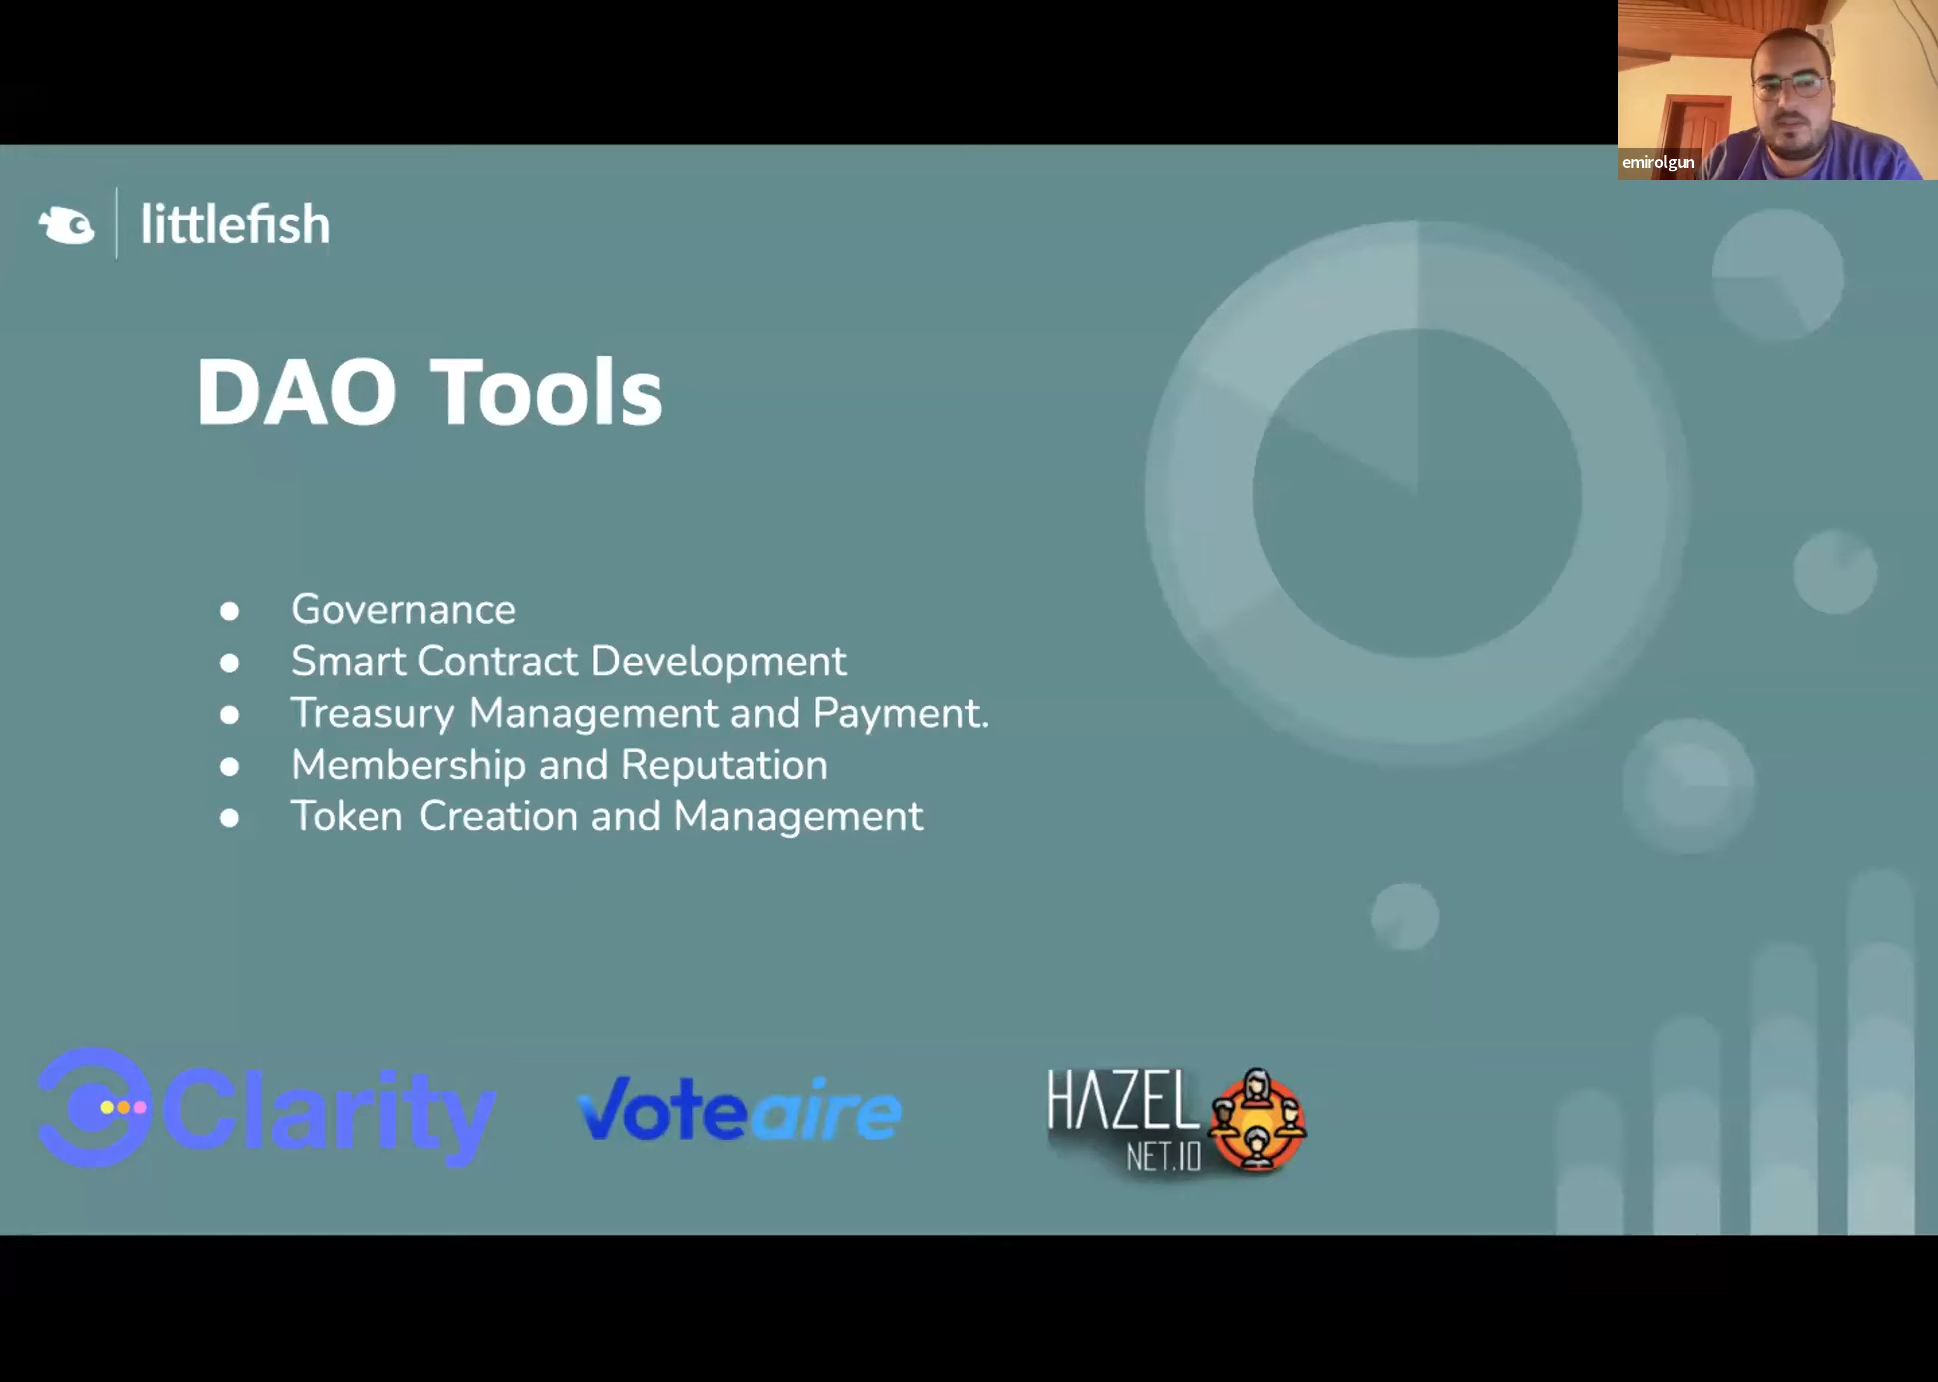 emirolgun
littlefish
DAO Tools
● Governance
● Smart Contract Development
● Treasury Management and Payment.
● Membership and Reputation
● Token Creation and Management
Clarity
Voteaire
HAZEL
NET.IO